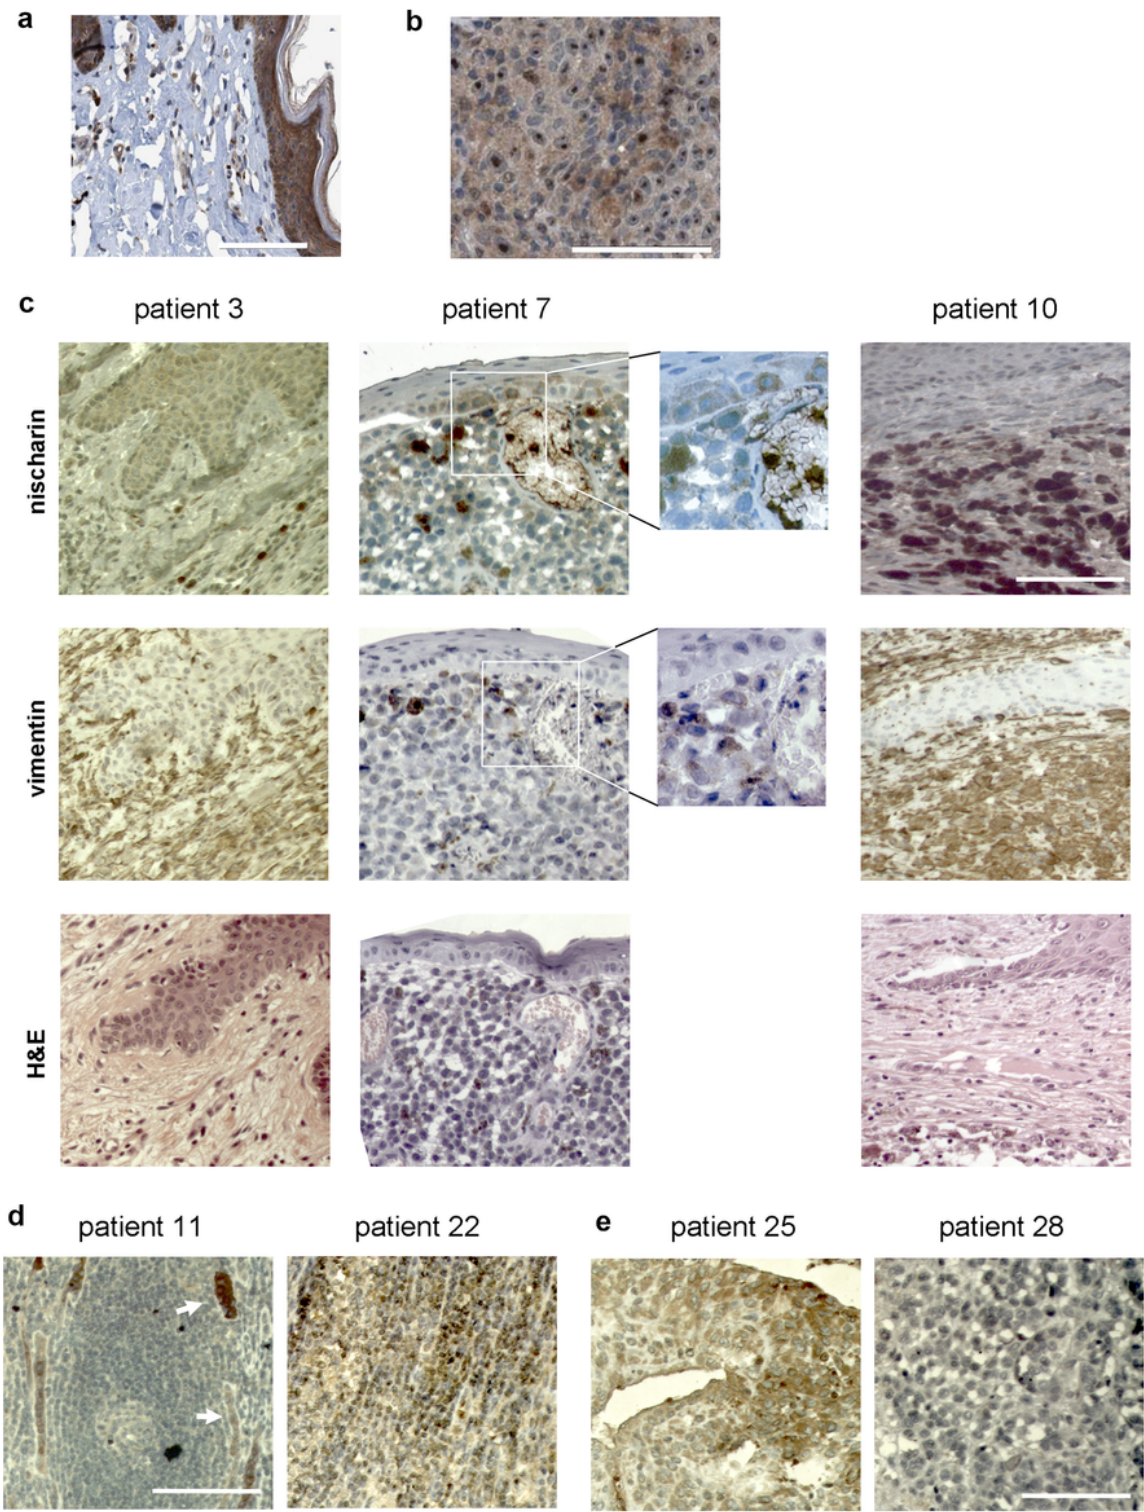 a
b
c
patient 3
patient 7
patient 10
nischarin
vimentin
H&E
d
patient 11
patient 22
e
patient 25
patient 28